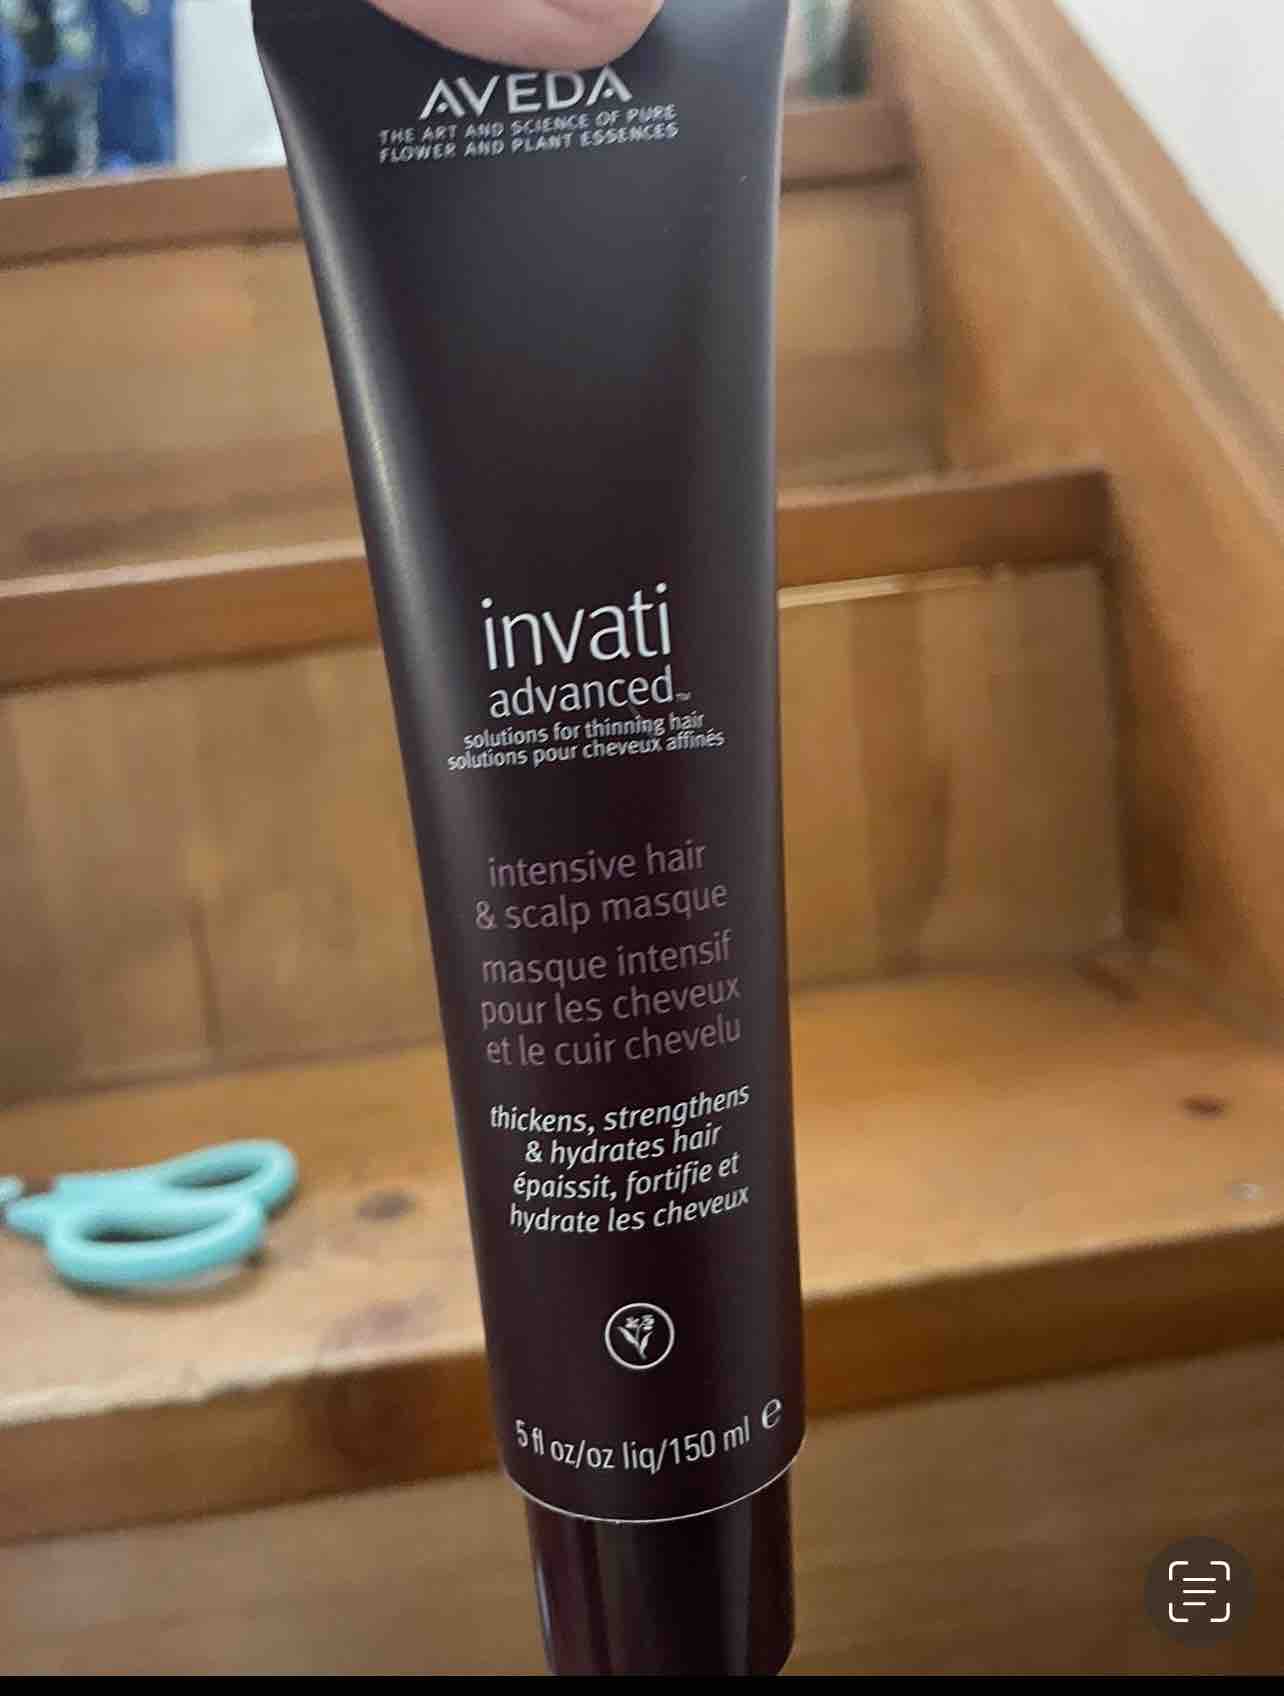 AVEDA
THE ART AND SCIENCE OF PURE
FLOWER AND PLANT ESSENCES
invati
advanced™
solutions for thinning hair
solutions pour cheveux affinés
intensive hair
& scalp masque
masque intensif
pour les cheveux
et le cuir chevelu
thickens, strengthens
& hydrates hair
épaissit, fortifie et
hydrate les cheveux
5 fl oz/oz liq/150 ml e